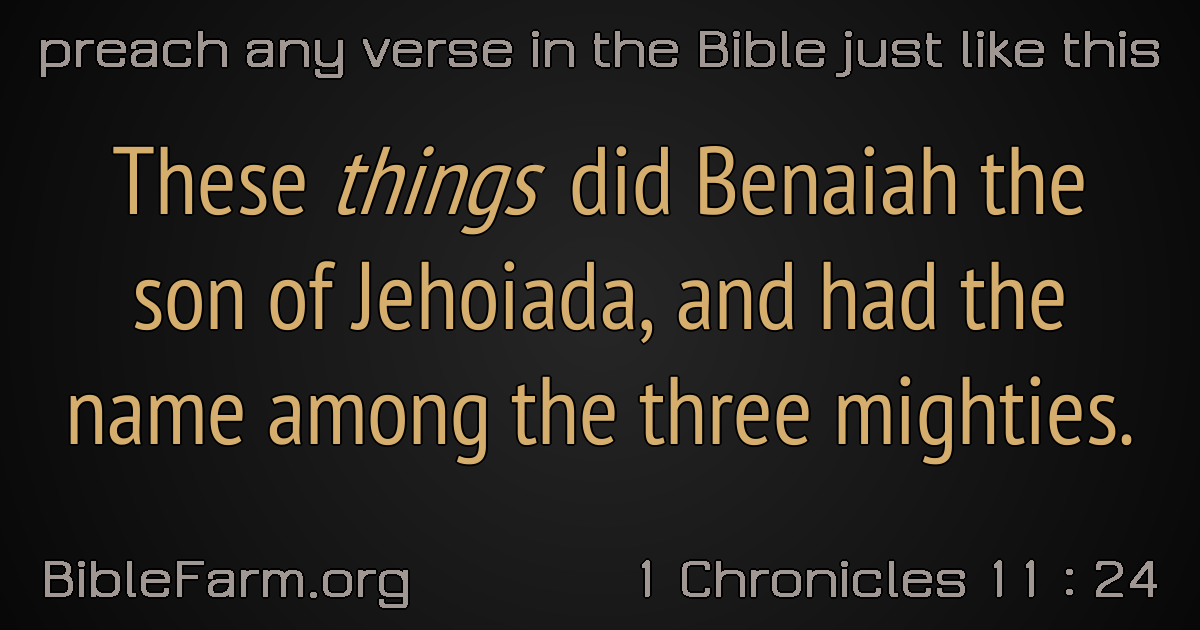 preach any verse in the Bible just like this
These things did Benaiah the
son of Jehoiada, and had the
name among the three mighties.
BibleFarm.org
1 Chronicles 11 : 24